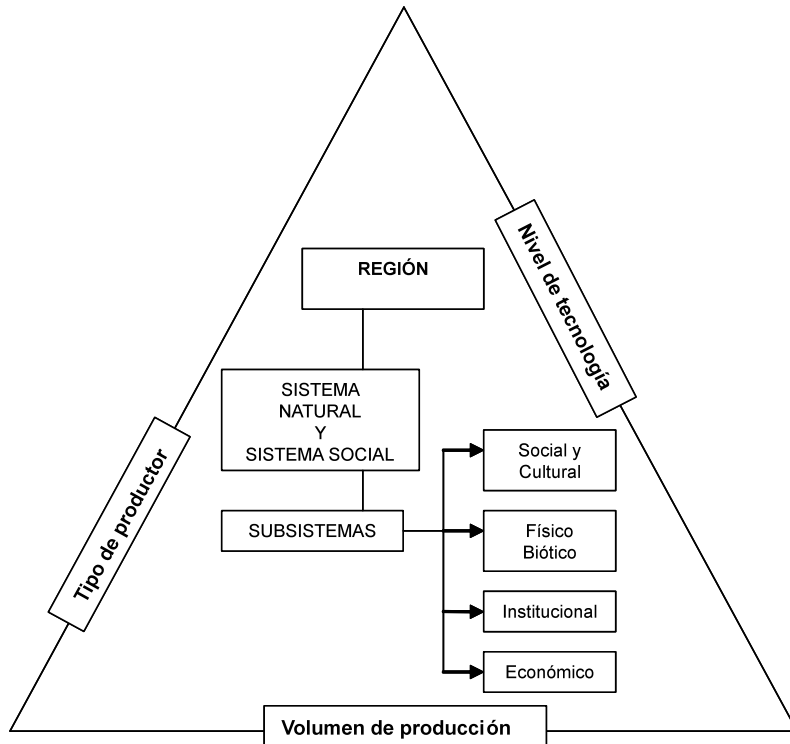 Nivel de tecnología
REGIÓN
SISTEMA
NATURAL
Y
SISTEMA SOCIAL
Tipo de productor
Social y
Cultural
SUBSISTEMAS
Físico
Biótico
Institucional
Económico
Volumen de producción